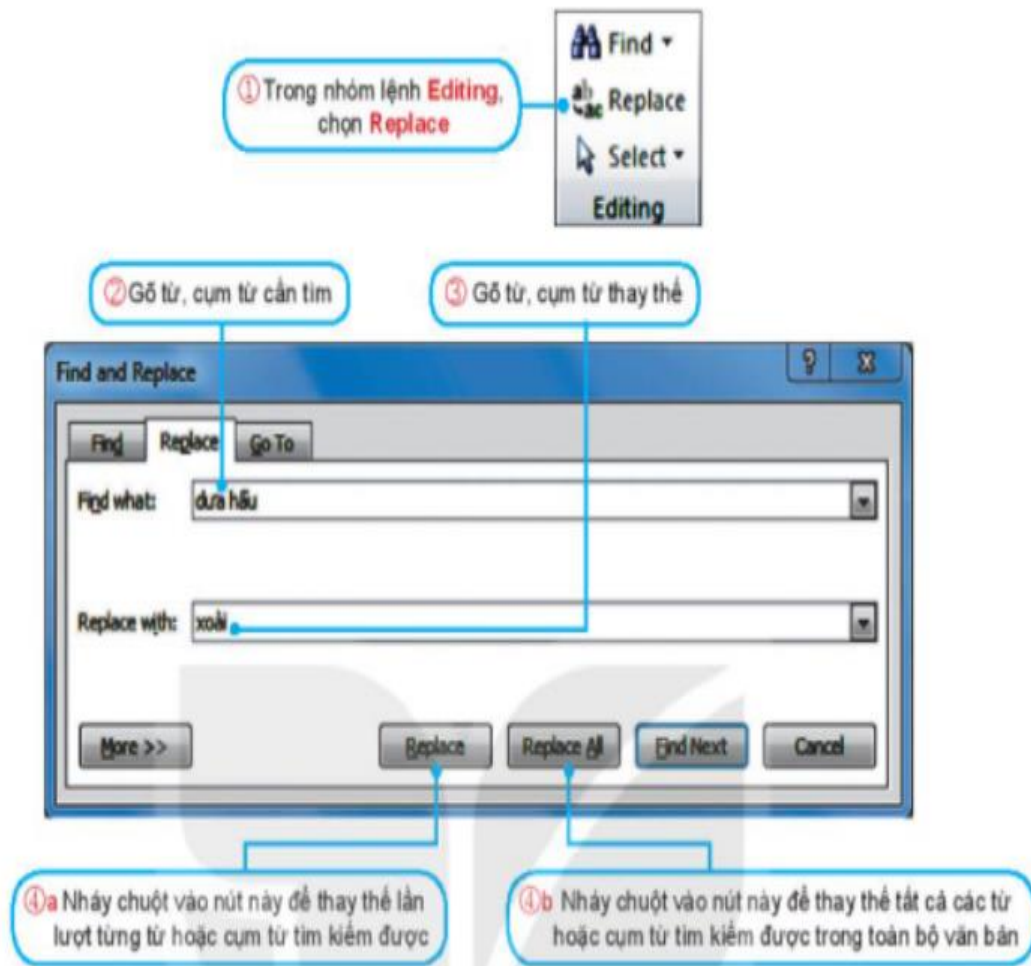 Find
① Trong nhóm lệnh Editing,
chọn Replace
Replace
Select
Editing
② Gõ từ, cụm từ cần tìm
③ Gõ từ, cụm từ thay thế
Find and Replace
Find Replace Go To
Find what: dưa hấu
Replace with: xoài
More >> Replace Replace All Find Next Cancel
④a Nháy chuột vào nút này để thay thế lần
lượt từng từ hoặc cụm từ tìm kiếm được
④b Nháy chuột vào nút này để thay thế tất cả các từ
hoặc cụm từ tìm kiếm được trong toàn bộ văn bản